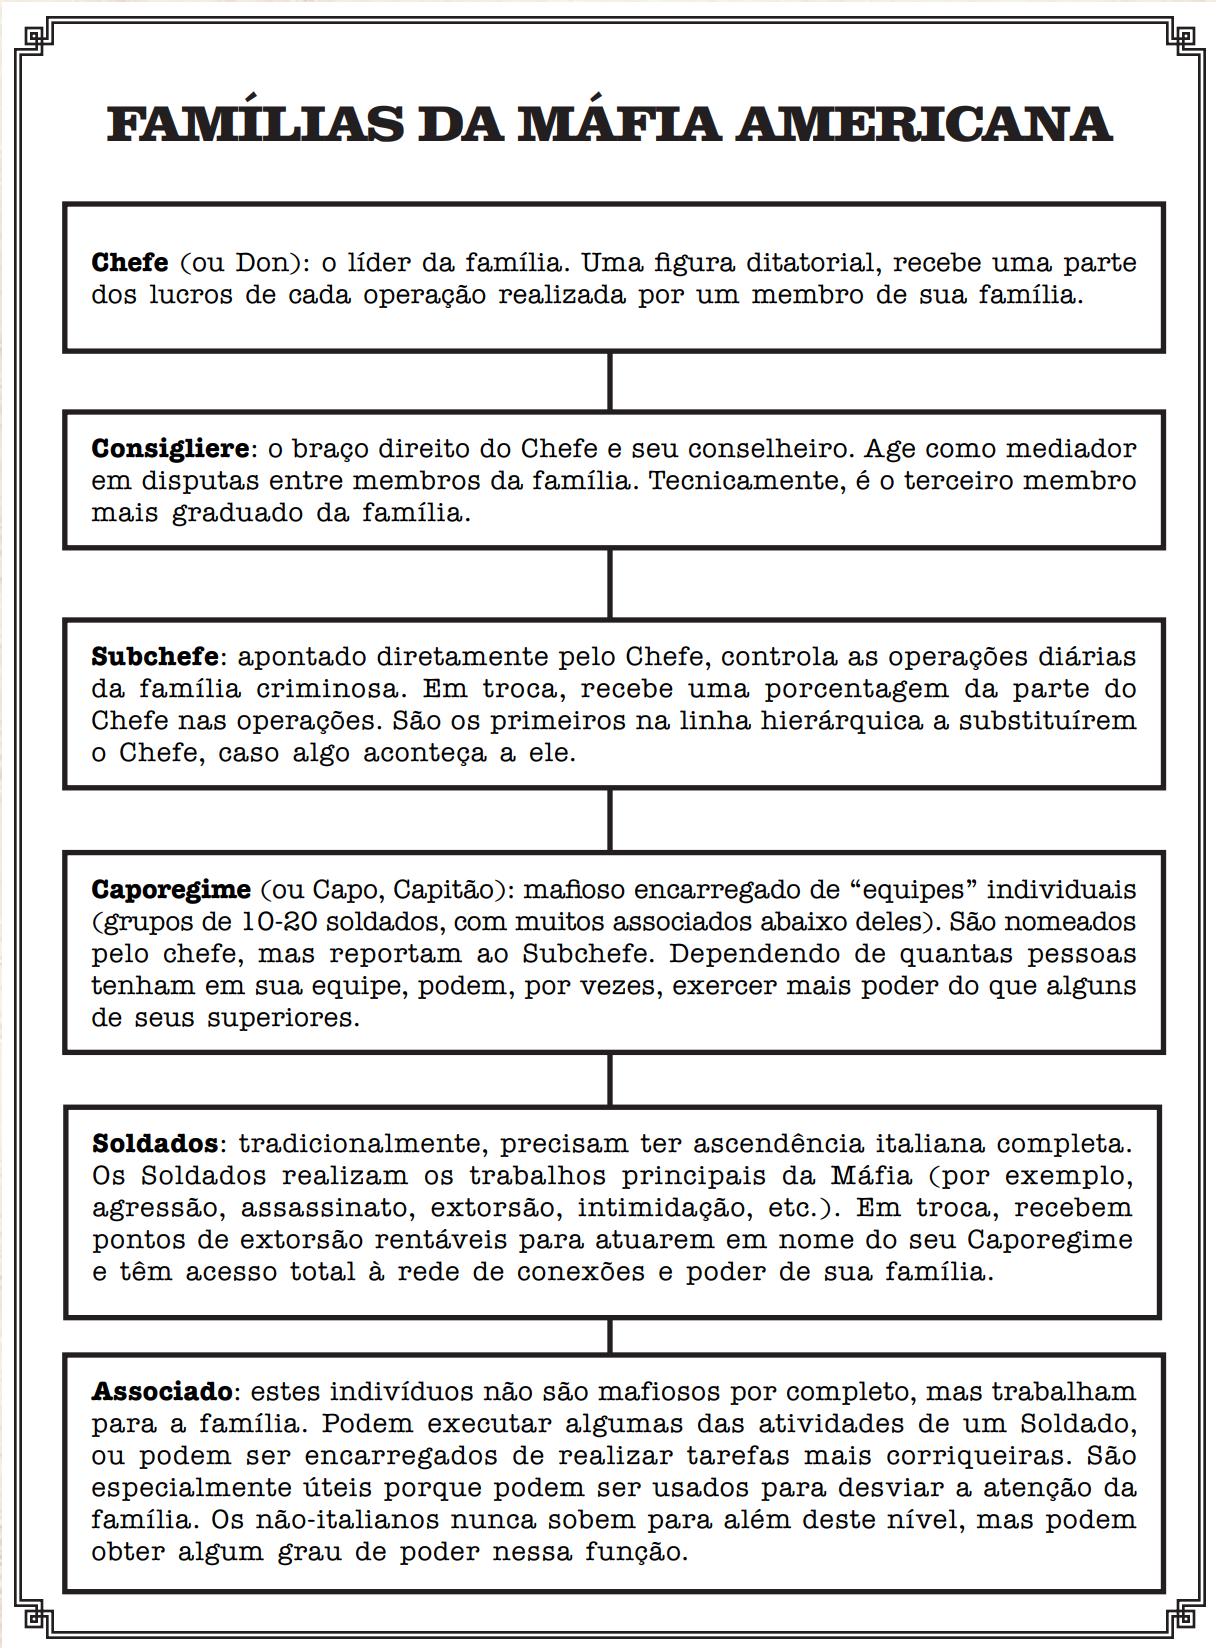 FAMÍLIAS DA MÁFIA AMERICANA
Chefe (ou Don): o líder da família. Uma figura ditatorial, recebe uma parte
dos lucros de cada operação realizada por um membro de sua família.
Consigliere: o braço direito do Chefe e seu conselheiro. Age como mediador
em disputas entre membros da família. Tecnicamente, é o terceiro membro
mais graduado da família.
Subchefe: apontado diretamente pelo Chefe, controla as operações diárias
da família criminosa. Em troca, recebe uma porcentagem da parte do
Chefe nas operações. São os primeiros na linha hierárquica a substituírem
o Chefe, caso algo aconteça a ele.
Caporegime (ou Capo, Capitão): mafioso encarregado de “equipes” individuais
(grupos de 10-20 soldados, com muitos associados abaixo deles). São nomeados
pelo chefe, mas reportam ao Subchefe. Dependendo de quantas pessoas
tenham em sua equipe, podem, por vezes, exercer mais poder do que alguns
de seus superiores.
Soldados: tradicionalmente, precisam ter ascendência italiana completa.
Os Soldados realizam os trabalhos principais da Máfia (por exemplo,
agressão, assassinato, extorsão, intimidação, etc.). Em troca, recebem
pontos de extorsão rentáveis para atuarem em nome do seu Caporegime
e têm acesso total à rede de conexões e poder de sua família.
Associado: estes indivíduos não são mafiosos por completo, mas trabalham
para a família. Podem executar algumas das atividades de um Soldado,
ou podem ser encarregados de realizar tarefas mais corriqueiras. São
especialmente úteis porque podem ser usados para desviar a atenção da
família. Os não-italianos nunca sobem para além deste nível, mas podem
obter algum grau de poder nessa função.